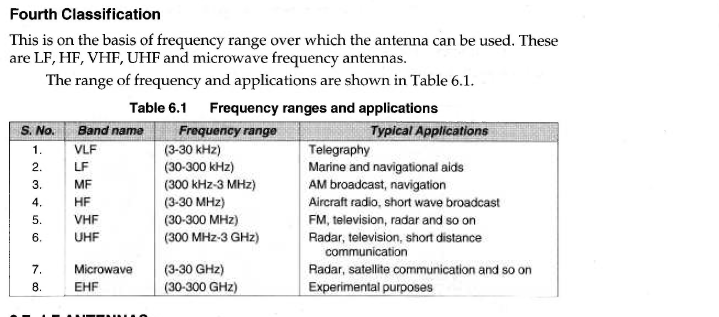 Fourth Classification
This is on the basis of frequency range over which the antenna can be used. These
are LF, HF, VHF, UHF and microwave frequency antennas.
The range of frequency and applications are shown in Table 6.1.
Table 6.1 Frequency ranges and applications
S. No. Band name Frequency range Typical Applications
1. VLF (3-30 kHz) Telegraphy
2. LF (30-300 kHz) Marine and navigational aids
3. MF (300 kHz-3 MHz) AM broadcast, navigation
4. HF (3-30 MHz) Aircraft radio, short wave broadcast
5. VHF (30-300 MHz) FM, television, radar and so on
6. UHF (300 MHz-3 GHz) Radar, television, short distance
communication
7. Microwave (3-30 GHz) Radar, satellite communication and so on
8. EHF (30-300 GHz) Experimental purposes